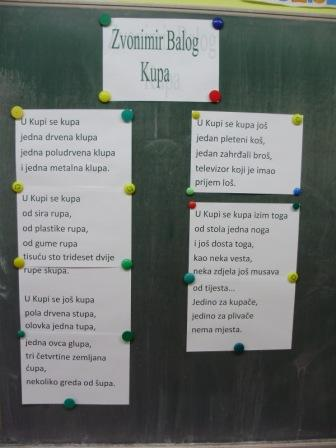 Zvonimir Balog
Kupa
U Kupi se kupa
jedna drvena klupa
jedna poludrvena klupa
i jedna metalna klupa.
U Kupi se kupa
od sira rupa,
od plastike rupa,
od gume rupa
tisuću sto trideset dvije
rupe skupa.
U Kupi se još kupa
pola drvena stupa,
olovka jedna tupa,
jedna ovca glupa,
tri četvrtine zemljana
ćupa,
nekoliko greda od šupa.
U Kupi se kupa još
jedan pleteni koš,
jedan zahrđali broš,
televizor koji je imao
prijem loš.
U Kupi se kupa izim toga
od stola jedna noga
i još dosta toga,
kao neka vesta,
neka zdjela još musava
od tijesta...
Jedino za kupače,
jedino za plivače
nema mjesta.